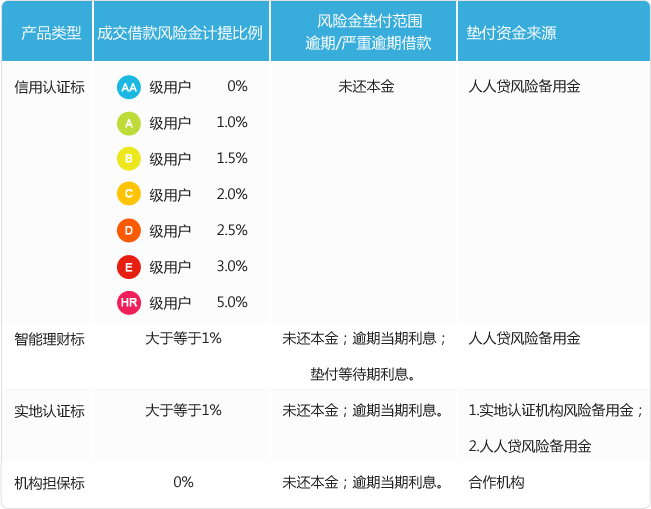 产品类型 成交借款风险金计提比例 风险金垫付范围 垫付资金来源
逾期/严重逾期借款
信用认证标 AA 级用户 0% 未还本金 人人贷风险备用金
A 级用户 1.0%
B 级用户 1.5%
C 级用户 2.0%
D 级用户 2.5%
E 级用户 3.0%
HR 级用户 5.0%
智能理财标 大于等于1% 未还本金；逾期当期利息； 人人贷风险备用金
垫付等待期利息。
实地认证标 大于等于1% 未还本金；逾期当期利息。 1.实地认证机构风险备用金；
2.人人贷风险备用金
机构担保标 0% 未还本金；逾期当期利息。 合作机构